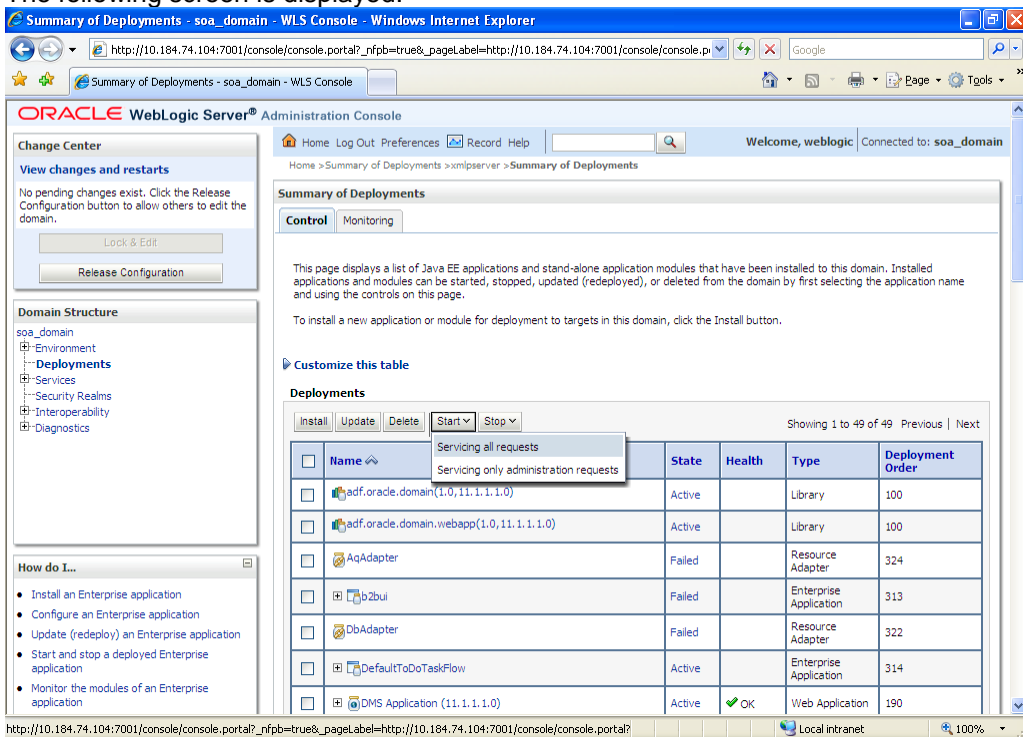 The following screen is displayed:
Summary of Deployments - soa_domain - WLS Console - Windows Internet Explorer
http://10.184.74.104:7001/console/console.portal?_nfpb=true&_pageLabel=http://10.184.74.104:7001/console/console.p
Google
Summary of Deployments - soa_domain - WLS Console
Page Tools
ORACLE WebLogic Server® Administration Console
Change Center
View changes and restarts
No pending changes exist. Click the Release
Configuration button to allow others to edit the
domain.
Lock & Edit
Release Configuration
Domain Structure
soa_domain
Environment
Deployments
Services
Security Realms
Interoperability
Diagnostics
How do I...
Install an Enterprise application
Configure an Enterprise application
Update (redeploy) an Enterprise application
Start and stop a deployed Enterprise
application
Monitor the modules of an Enterprise
application
Home Log Out Preferences Record Help
Welcome, weblogic Connected to: soa_domain
Home >Summary of Deployments >xmlpserver >Summary of Deployments
Summary of Deployments
Control Monitoring
This page displays a list of Java EE applications and stand-alone application modules that have been installed to this domain. Installed
applications and modules can be started, stopped, updated (redeployed), or deleted from the domain by first selecting the application name
and using the controls on this page.
To install a new application or module for deployment to targets in this domain, click the Install button.
Customize this table
Deployments
Install Update Delete Start Stop Showing 1 to 49 of 49 Previous | Next
Servicing all requests
Servicing only administration requests
Name State Health Type Deployment Order
adf.oracle.domain(1.0,11.1.1.1.0) Active Library 100
adf.oracle.domain.webapp(1.0,11.1.1.1.0) Active Library 100
AqAdapter Failed Resource Adapter 324
b2bui Failed Enterprise Application 313
DbAdapter Failed Resource Adapter 322
DefaultToDoTaskFlow Active Enterprise Application 314
DMS Application (11.1.1.1.0) Active OK Web Application 190
http://10.184.74.104:7001/console/console.portal?_nfpb=true&_pageLabel=http://10.184.74.104:7001/console/console.portal?
Local intranet 100%